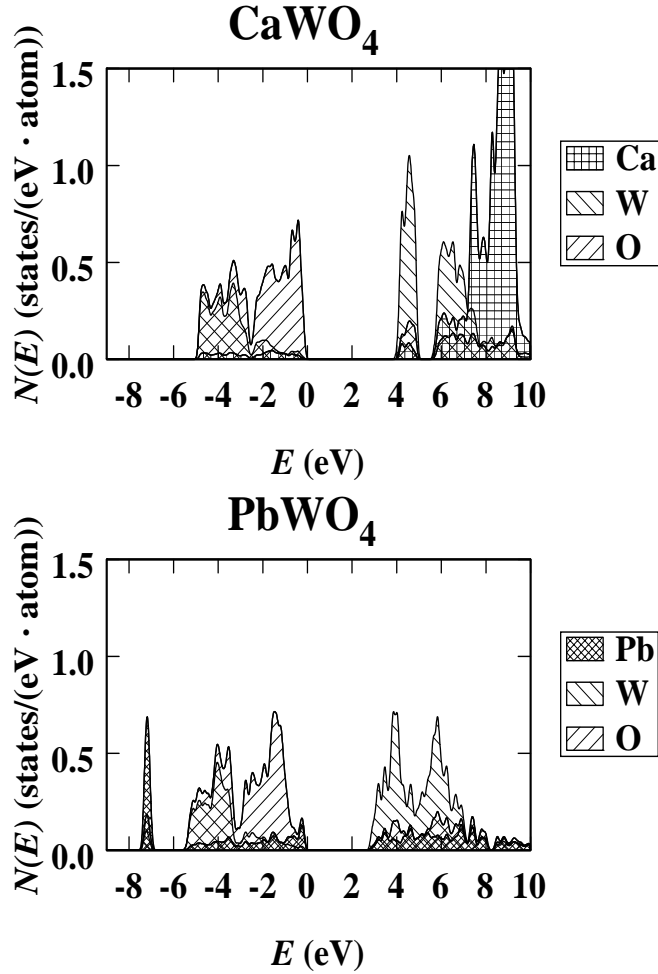 CaWO4
N(E) (states/(eV · atom))
1.5
1.0
0.5
0.0
-8 -6 -4 -2 0 2 4 6 8 10
E (eV)
Ca
W
O
PbWO4
N(E) (states/(eV · atom))
1.5
1.0
0.5
0.0
-8 -6 -4 -2 0 2 4 6 8 10
E (eV)
Pb
W
O